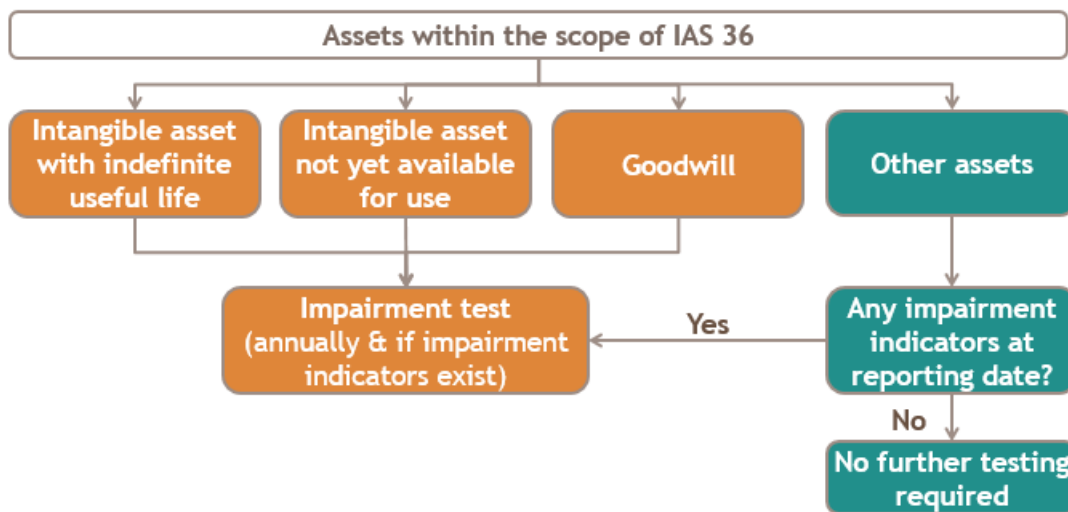 Assets within the scope of IAS 36
Intangible asset
with indefinite
useful life
Intangible asset
not yet available
for use
Goodwill
Other assets
Impairment test
(annually & if impairment
indicators exist)
Yes
Any impairment
indicators at
reporting date?
No
No further testing
required